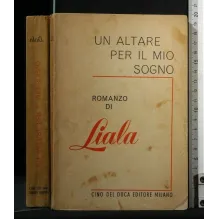 UN ALTARE
PER IL MIO
SOGNO
ROMANZO
DI
Liala
CINO DEL DUCA EDITORE MILANO